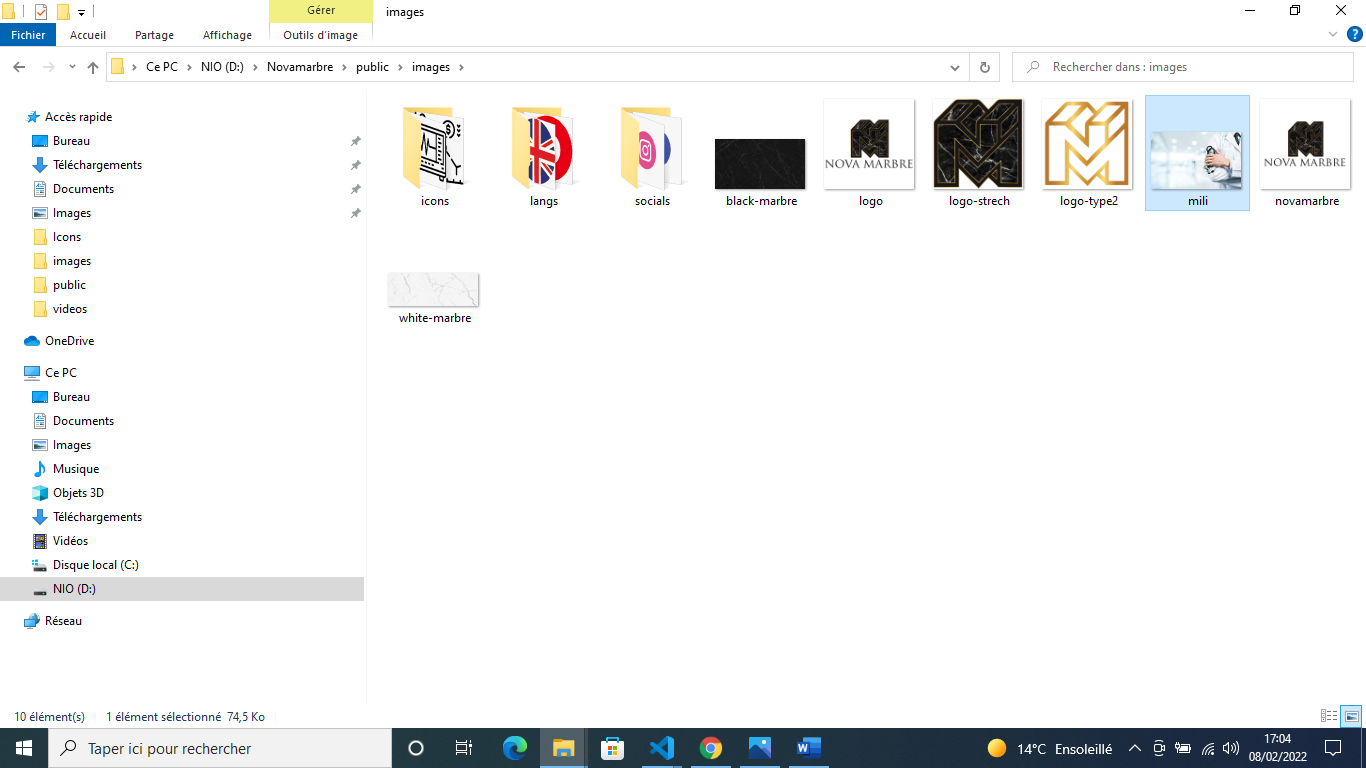 Gérer
images
Fichier
Accueil
Partage
Affichage
Outils d'image
Ce PC
NIO (D:)
Novamarbre
public
images
Rechercher dans : images
Accès rapide
Bureau
Téléchargements
Documents
Images
Icons
images
public
videos
OneDrive
Ce PC
Bureau
Documents
Images
Musique
Objets 3D
Téléchargements
Vidéos
Disque local (C:)
NIO (D:)
Réseau
NOVA MARBRE
NOVA MARBRE
icons
langs
socials
black-marbre
logo
logo-strech
logo-type2
mili
novamarbre
white-marbre
10 élément(s)
1 élément sélectionné 74,5 Ko
Taper ici pour rechercher
14°C Ensoleillé
17:04
08/02/2022